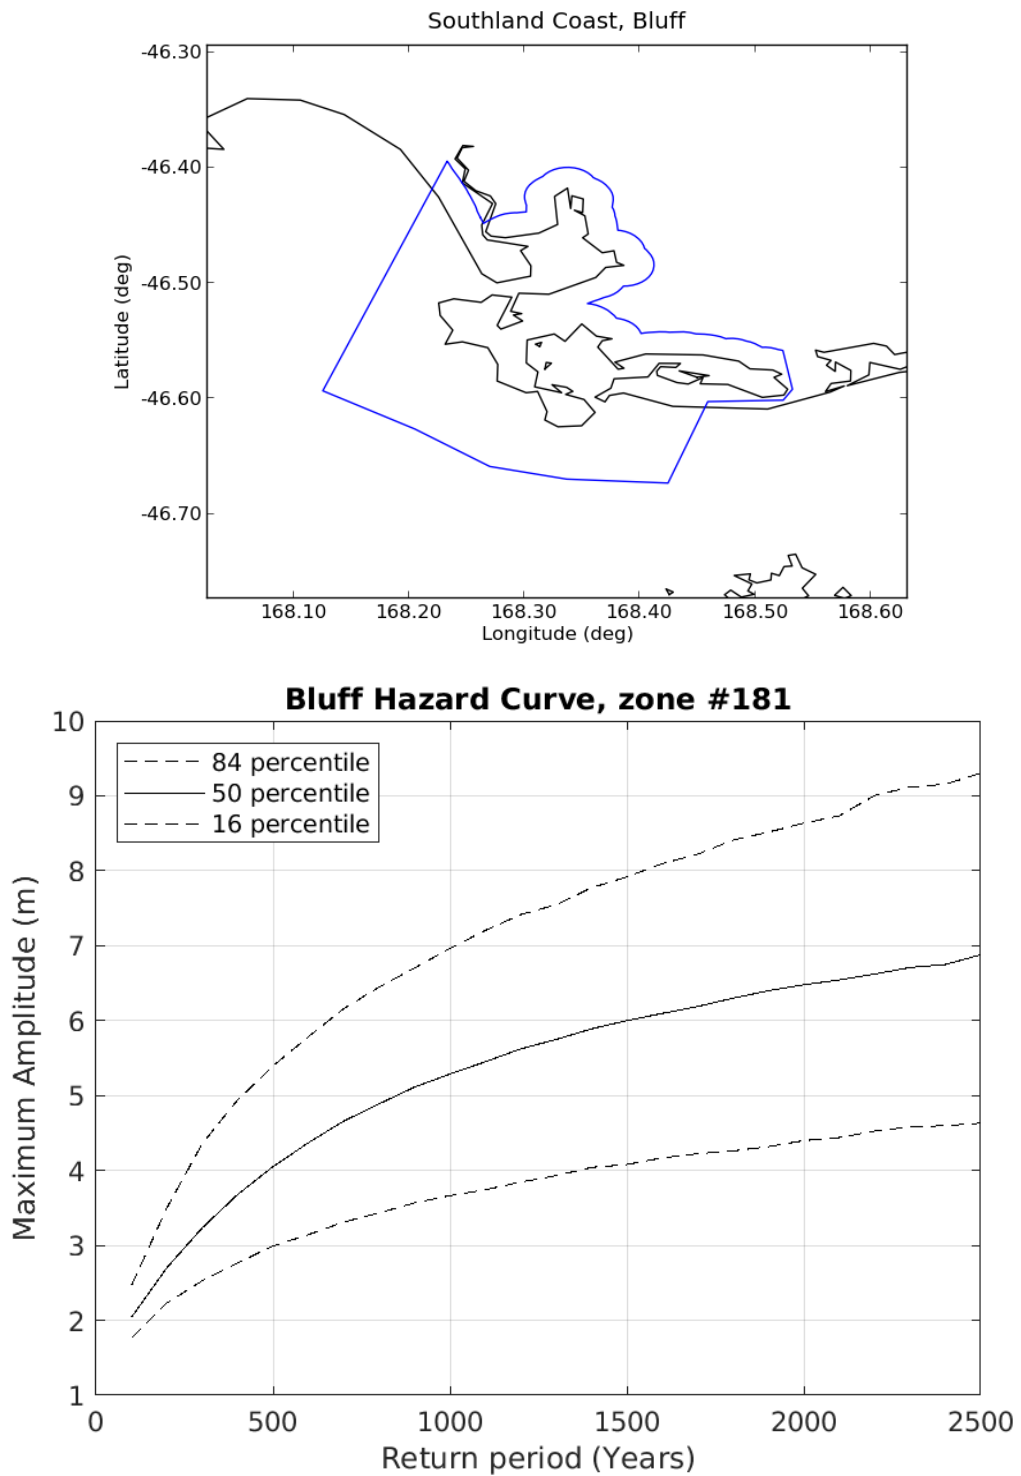 Southland Coast, Bluff
-46.30
-46.40
-46.50
-46.60
-46.70
Latitude (deg)
168.10 168.20 168.30 168.40 168.50 168.60
Longitude (deg)
Bluff Hazard Curve, zone #181
84 percentile
50 percentile
16 percentile
10
9
8
7
6
5
4
3
2
1
Maximum Amplitude (m)
0 500 1000 1500 2000 2500
Return period (Years)